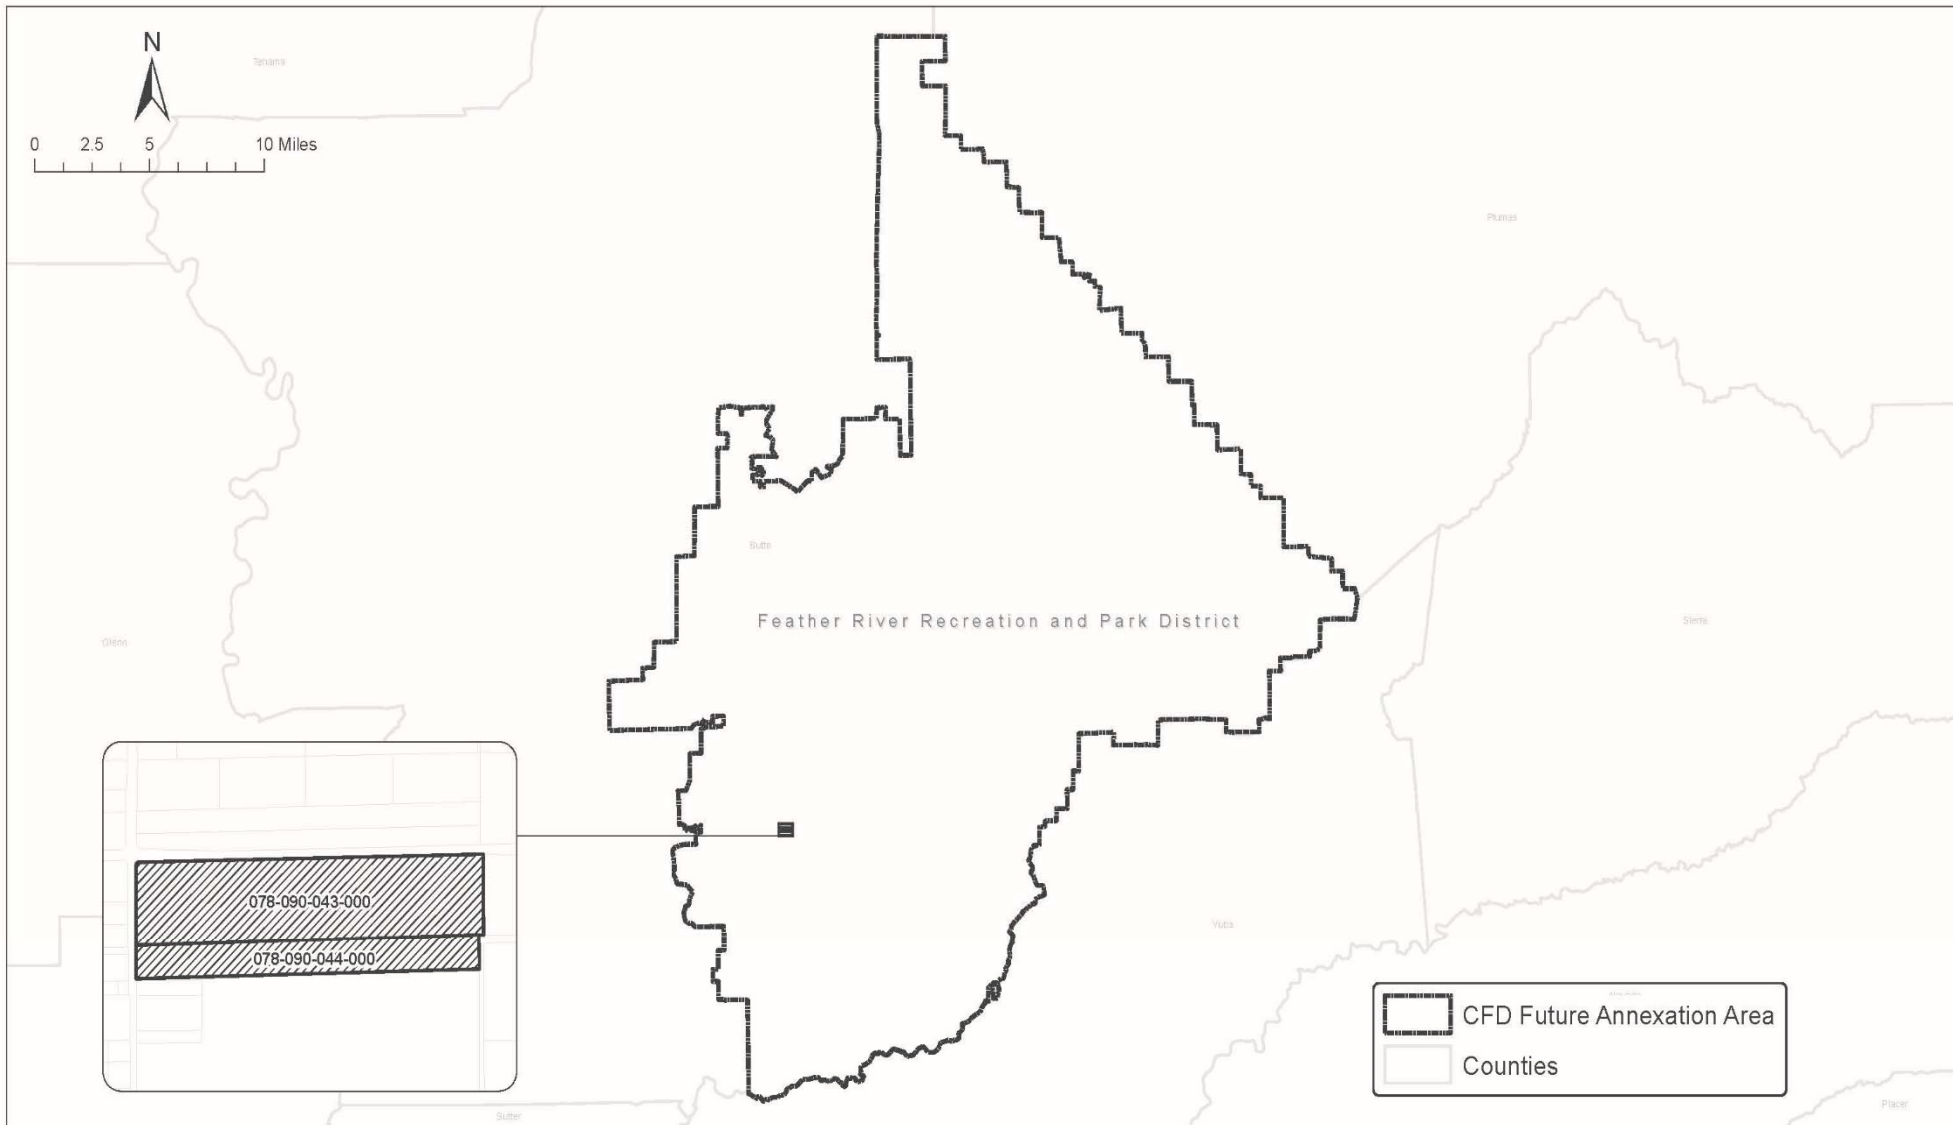 N
Tehama
0 2.5 5 10 Miles
Plumas
Butte
Feather River Recreation and Park District
Glenn
Sierra
078-090-043-000
078-090-044-000
Yuba
CFD Future Annexation Area
Counties
Sutter
Placer